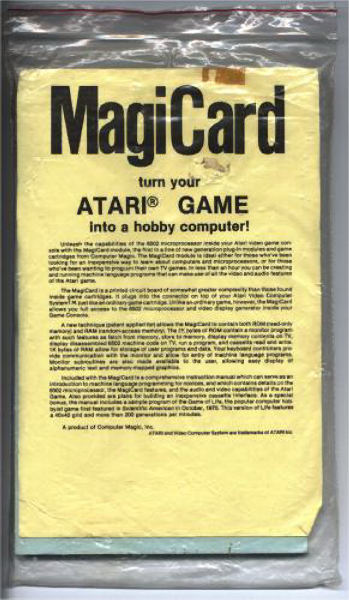 MagiCard
turn your
ATARI® GAME
into a hobby computer!
Unleash the capabilities of the 6502 microprocessor inside your Atari video game con-
sole with the MagiCard module, the first in a line of new generation plug-in modules and game
cartridges from Computer Magic. The MagiCard module is ideal either for those who've been
looking for an inexpensive way to learn about computers and microprocessors, or for those
who've been wanting to program their own TV games. In less than an hour you can be creating
and running machine language programs that can make use of all the video and audio features
of the Atari game.
The MagiCard is a printed circuit board of somewhat greater complexity than those found
inside game cartridges. It plugs into the connector on top of your Atari Video Computer
System! Unlike an ordinary game, however, the MagiCard
allows you full access to the 6502 and video display generator inside your
Game Console.
A new technique (patent applied for) allows the MagiCard to contain both ROM (read-only
memory) and RAM (random-access memory). The 2K bytes of ROM contain a monitor program
with such features as fetch from memory, store to memory, display memory contents on TV,
display disassembled 6502 machine code on TV, run a program, and cassette read and write.
1K bytes of RAM allow for storage of user programs and data. Your keyboard controllers pro-
vide communication with the monitor and allow for entry of machine language programs.
Monitor subroutines are also made available to the user, allowing easy display of
alphanumeric text and memory-mapped graphics.
Included with the MagiCard is a comprehensive instruction manual which can serve as an
introduction to machine language programming for novices, and which contains details on the
6502 microprocessor, the MagiCard features, and the audio and video capabilities of the Atari
Game. Also provided are plans for building an inexpensive cassette interface. As a special
bonus, the manual includes a sample program of the Game of Life, the popular computer hob-
byist game first featured in Scientific American in October, 1970. This version of Life features
a 40x40 grid and more than 200 generations per minute.
A product of Computer Magic, Inc.
ATARI and Video Computer System are trademarks of ATARI Inc